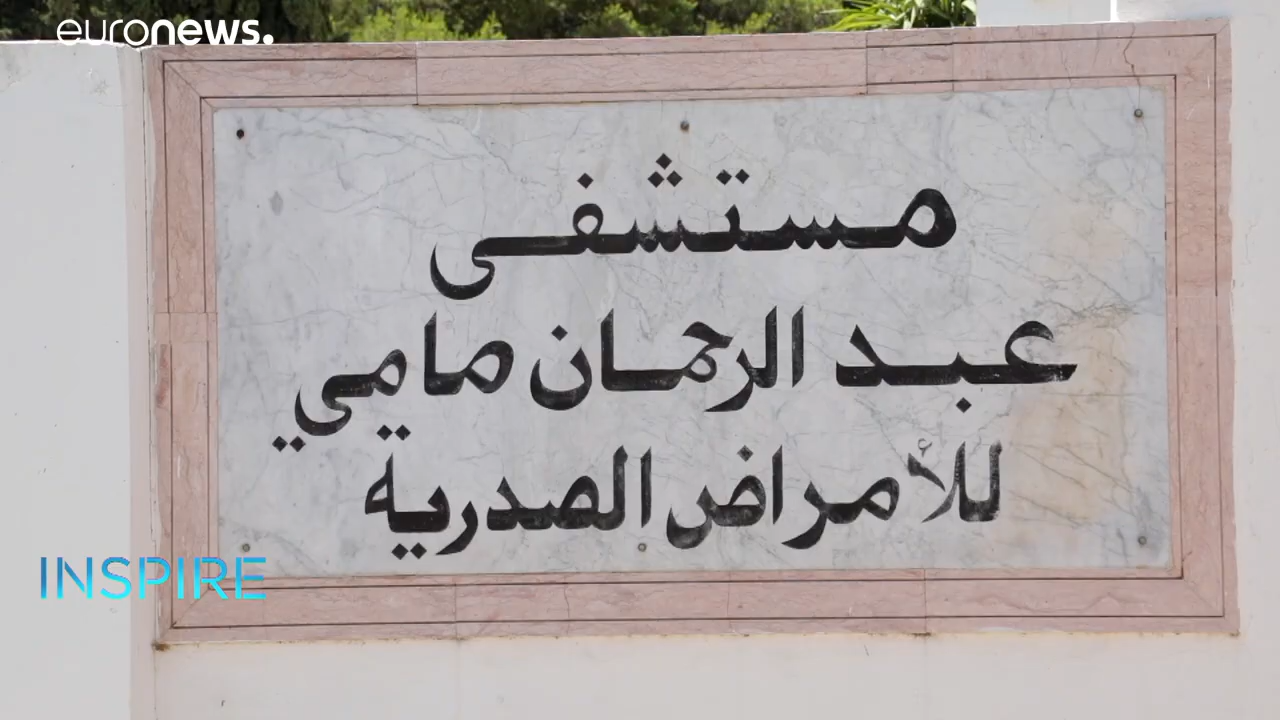 euronews.
مستشفى
عبد الرحمان مامي
للأمراض الصدرية
INSPIRE